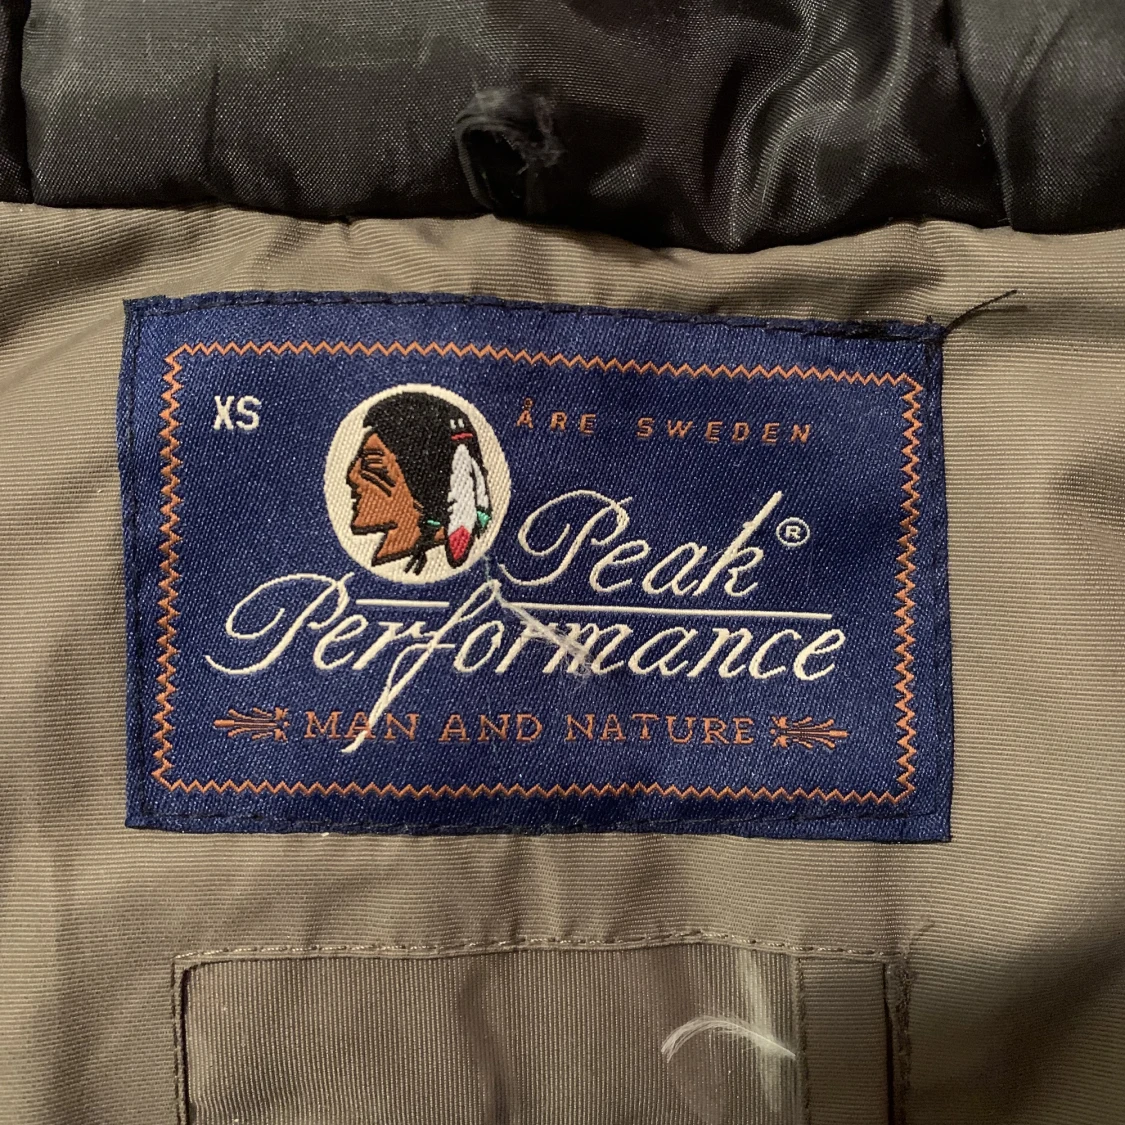 XS
ÅRE SWEDEN
Peak®
Performance
MAN AND NATURE